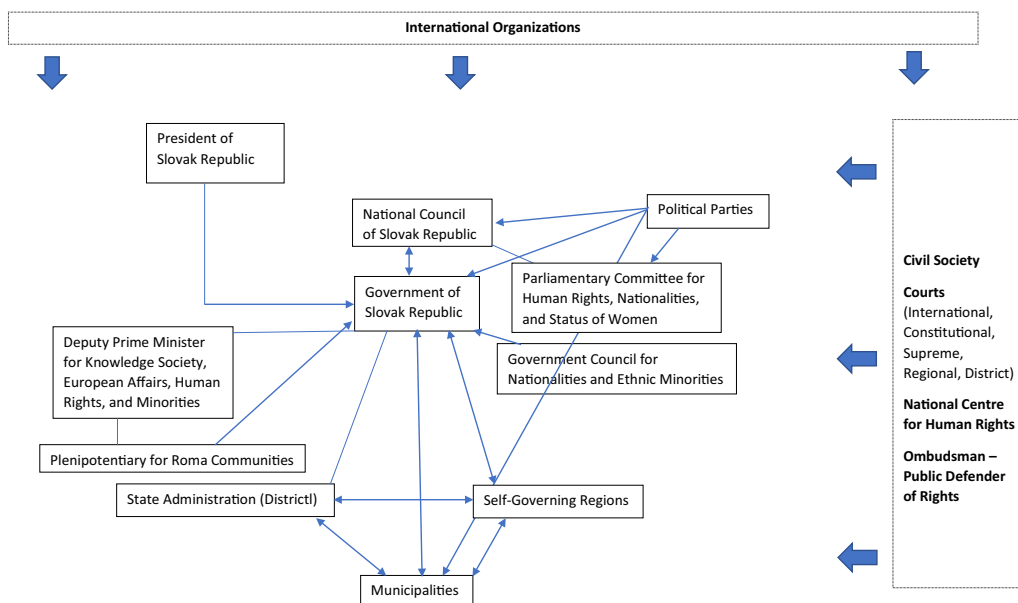 International Organizations
President of
Slovak Republic
National Council
of Slovak Republic
Political Parties
Government of
Slovak Republic
Parliamentary Committee for
Human Rights, Nationalities,
and Status of Women
Deputy Prime Minister
for Knowledge Society,
European Affairs, Human
Rights, and Minorities
Government Council for
Nationalities and Ethnic Minorities
Plenipotentiary for Roma Communities
State Administration (Districtl)
Self-Governing Regions
Municipalities
Civil Society
Courts
(International,
Constitutional,
Supreme,
Regional, District)
National Centre
for Human Rights
Ombudsman –
Public Defender
of Rights